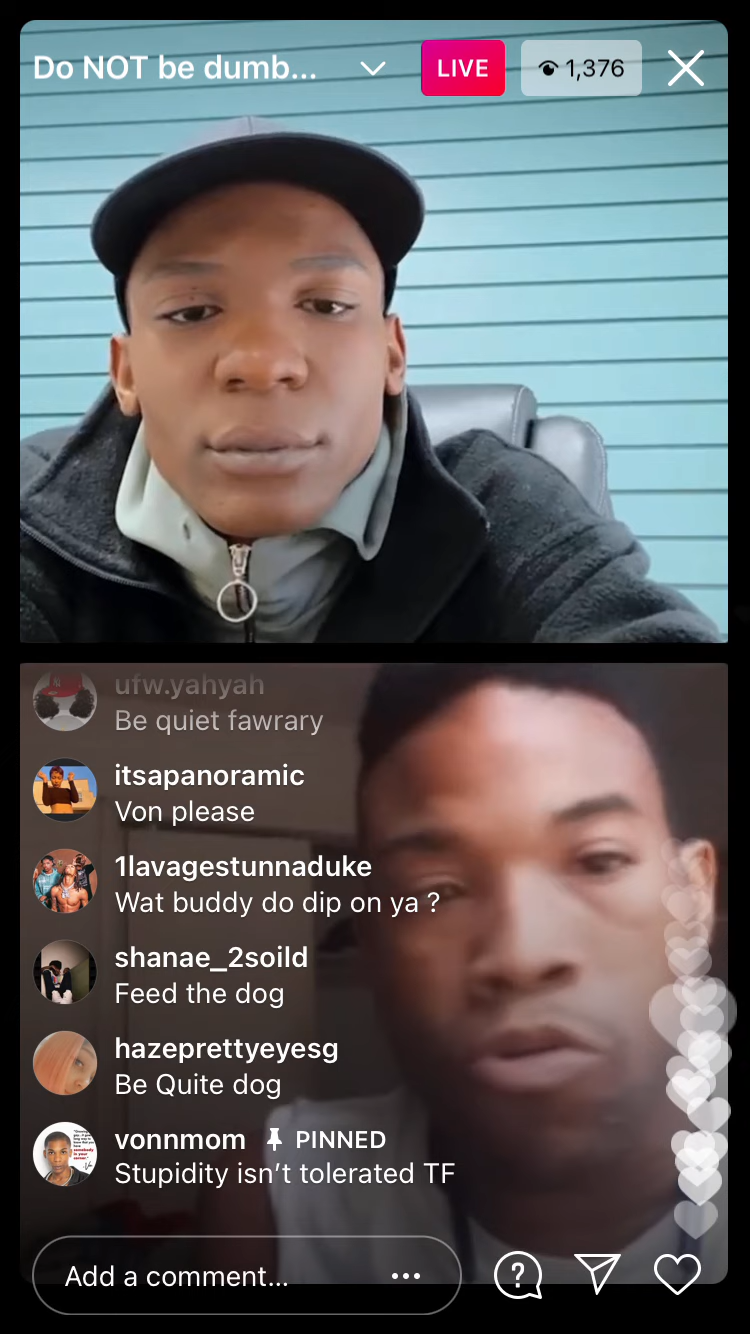 Do NOT be dumb...
LIVE
1,376
ufw.yahyah
Be quiet fawrary
itsapanoramic
Von please
1lavagestunnaduke
Wat buddy do dip on ya ?
shanae_2soild
Feed the dog
hazeprettyeyesg
Be Quite dog
vonnmom PINNED
Stupidity isn’t tolerated TF
Add a comment...